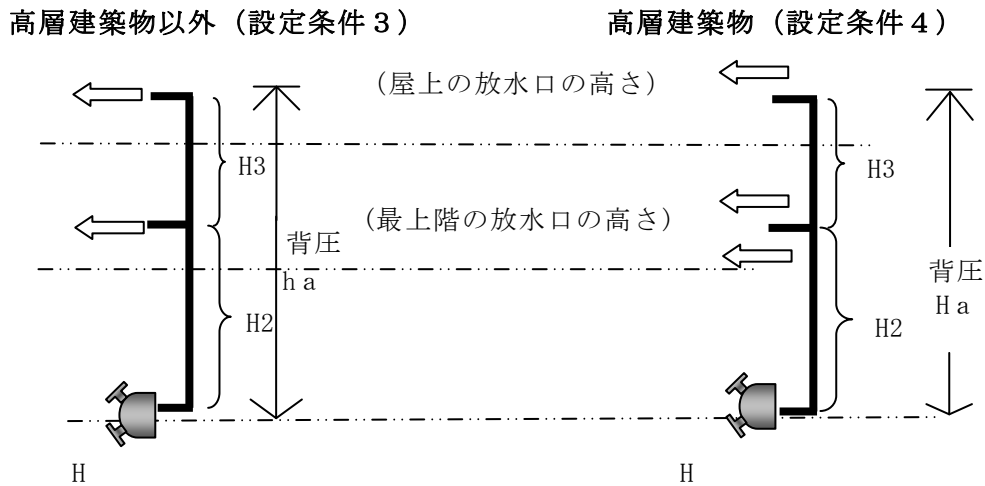 高層建築物以外（設定条件３）
高層建築物（設定条件４）
（屋上の放水口の高さ）
H3
H3
（最上階の放水口の高さ）
背圧
ｈａ
背圧
Ｈａ
H2
H2
H
H